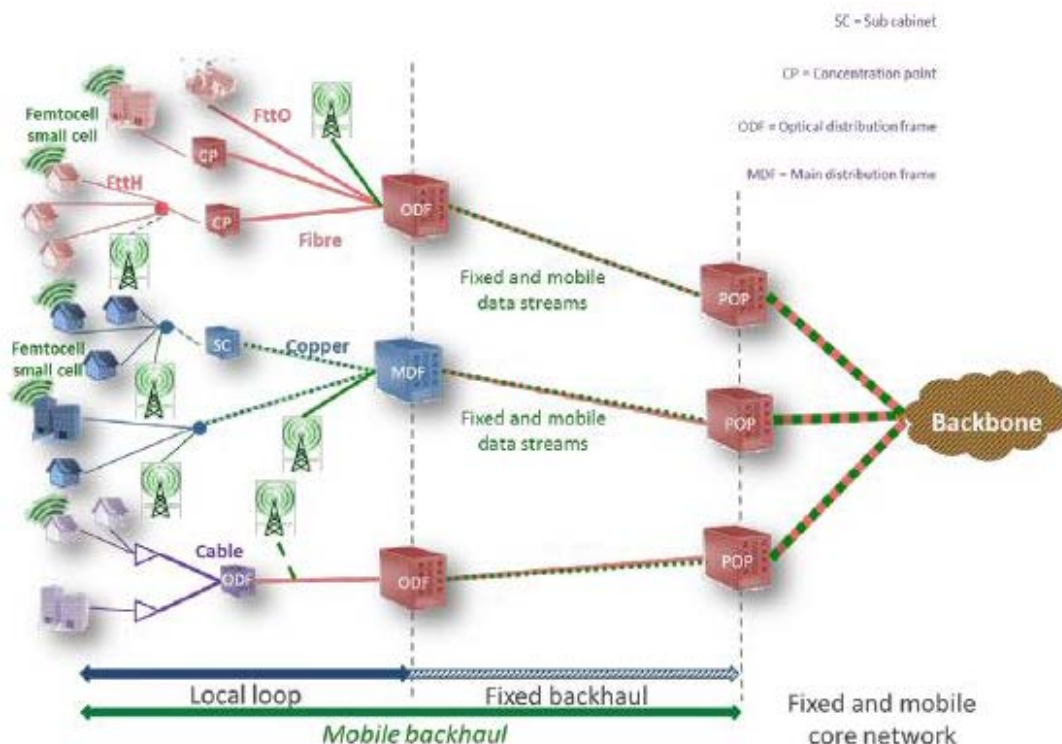 SC = Sub cabinet
CP = Concentration point
ODF = Optical distribution frame
MDF = Main distribution frame
Femtocell
small cell
FttO
CP
FttH
CP
Fibre
ODF
Fixed and mobile
data streams
POP
Femtocell
small cell
SC
Copper
MDF
Fixed and mobile
data streams
POP
Backbone
Cable
ODF
ODF
POP
Local loop
Fixed backhaul
Mobile backhaul
Fixed and mobile
core network